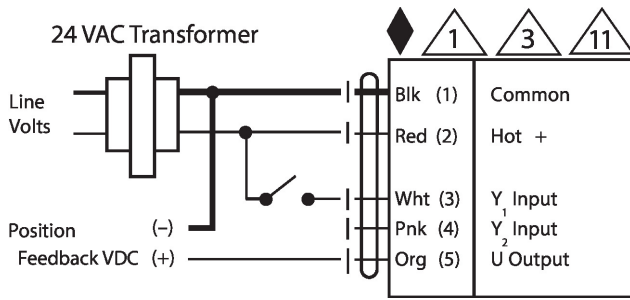 24 VAC Transformer
1 3 11
Line
Volts
Blk (1) Common
Red (2) Hot +
Wht (3) Y1 Input
Pnk (4) Y2 Input
Org (5) U Output
Position (–)
Feedback VDC (+)